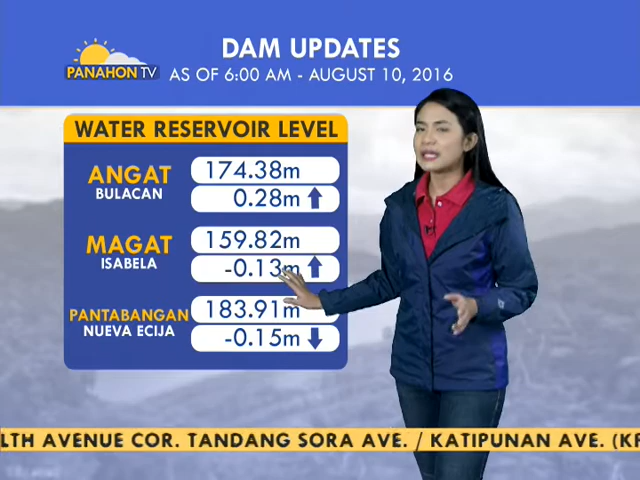 DAM UPDATES
PANAHON TV
AS OF 6:00 AM - AUGUST 10, 2016
WATER RESERVOIR LEVEL
ANGAT
BULACAN
174.38m
0.28m
MAGAT
ISABELA
159.82m
-0.13m
PANTABANGAN
NUEVA ECIJA
183.91m
-0.15m
LTH AVENUE COR. TANDANG SORA AVE. / KATIPUNAN AVE. (KP